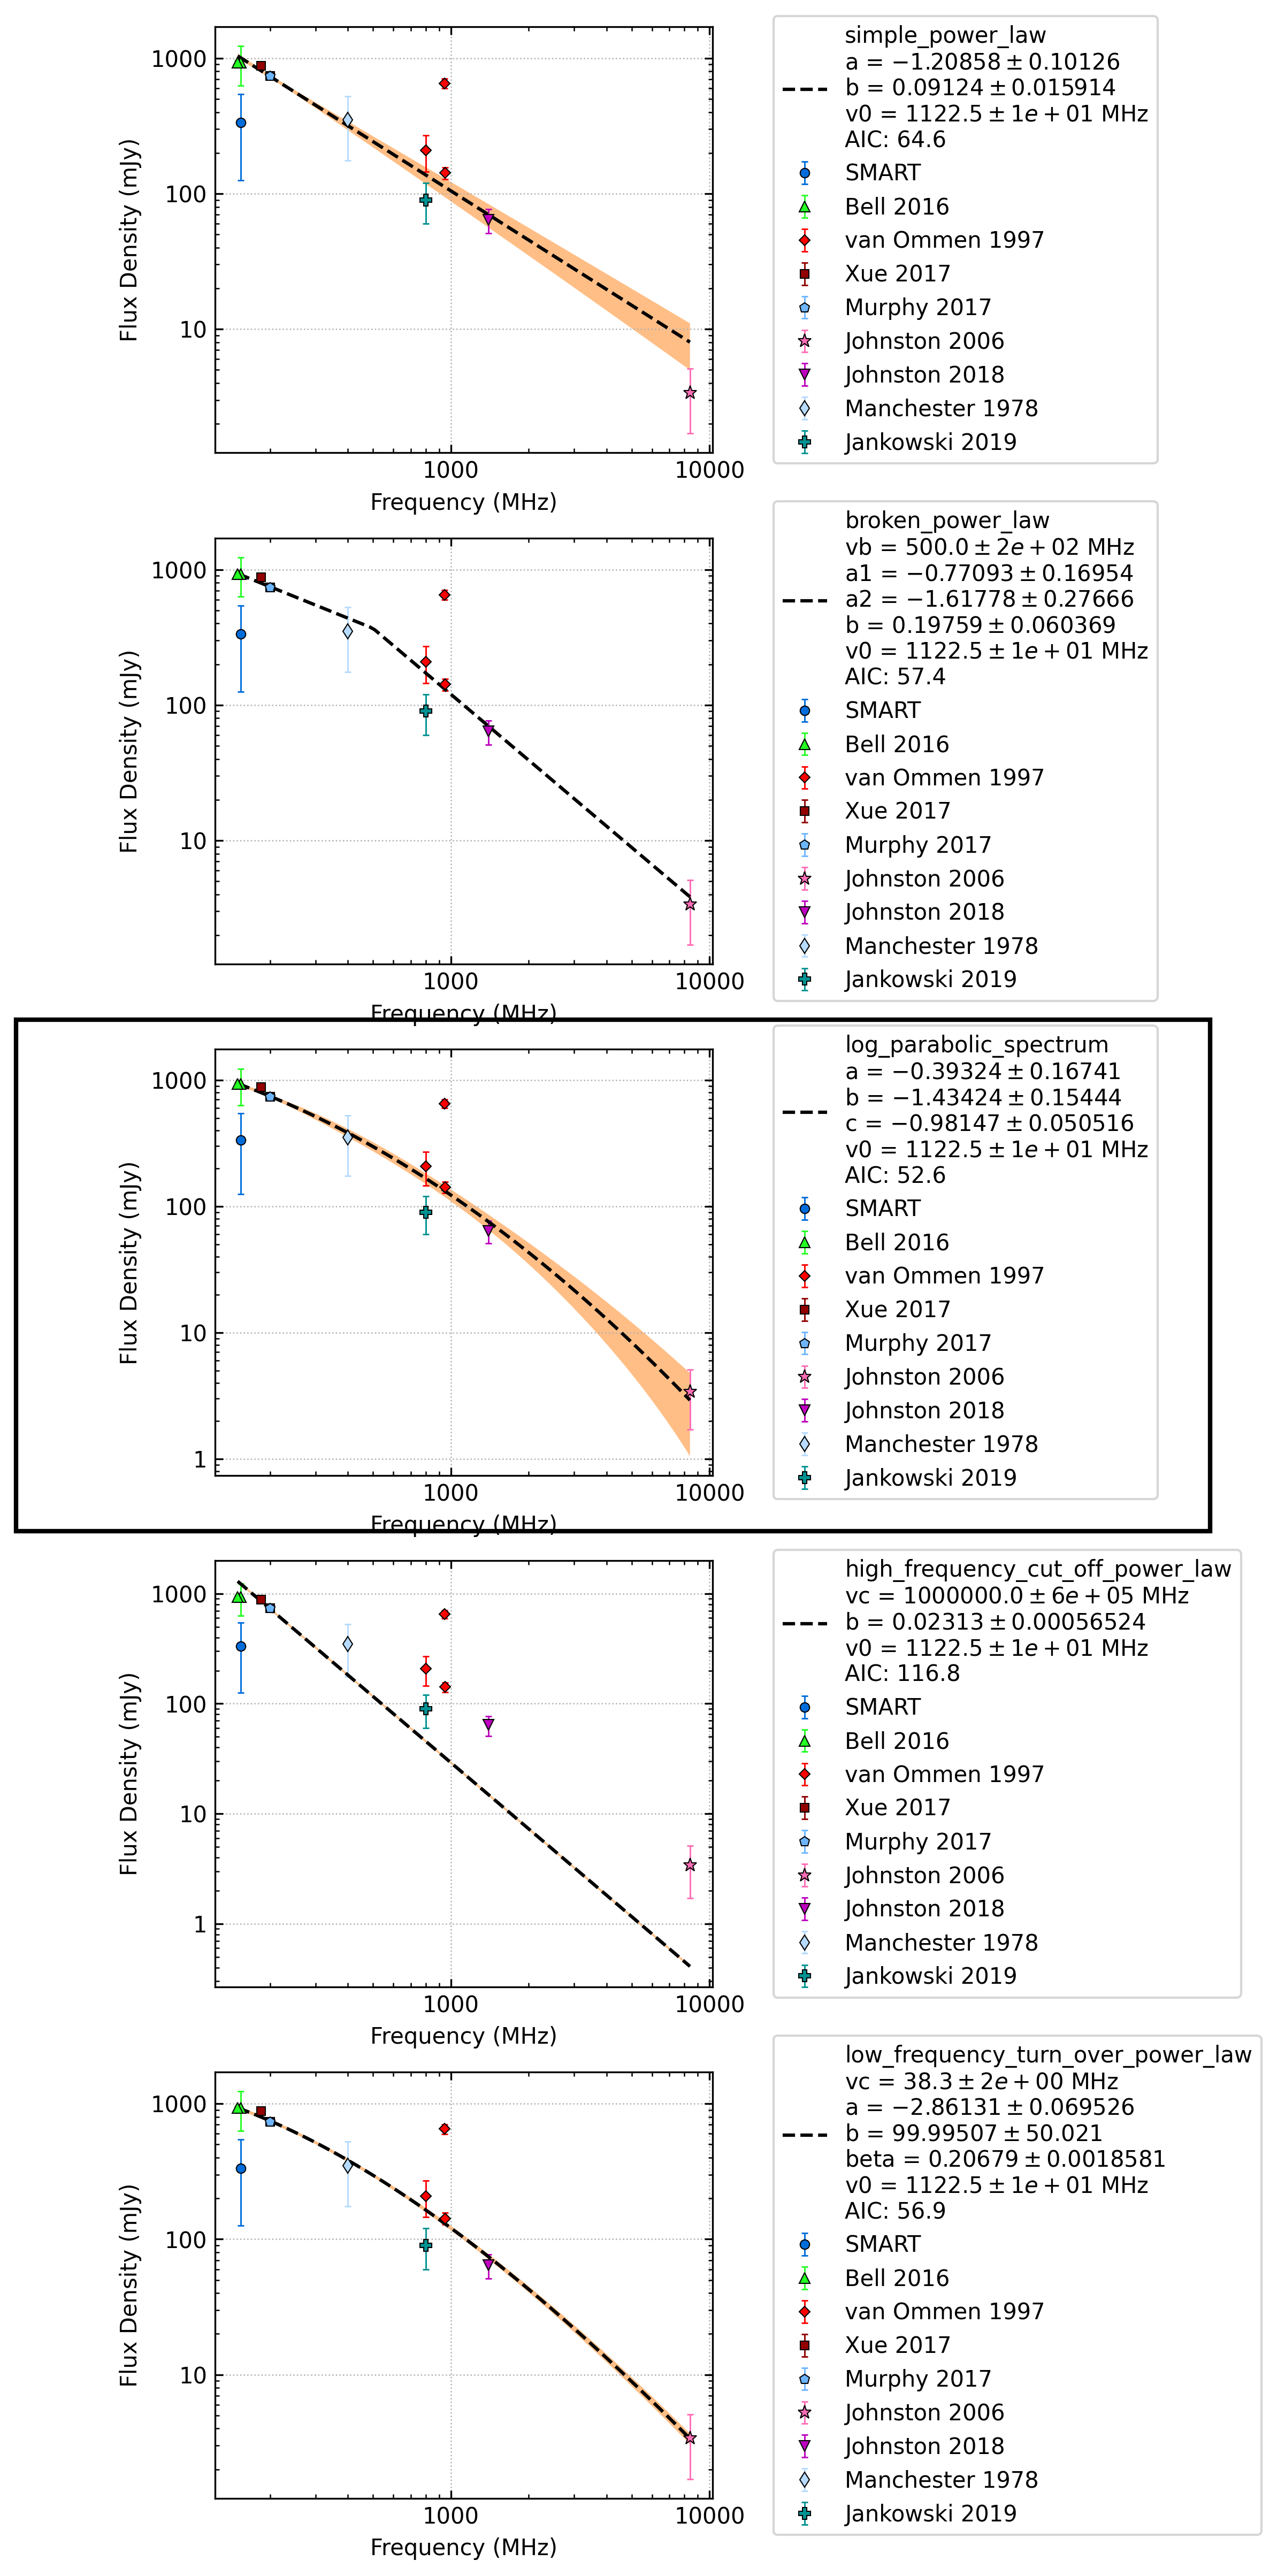 simple_power_law
a = −1.20858 ± 0.10126
b = 0.09124 ± 0.015914
v0 = 1122.5 ± 1e + 01 MHz
AIC: 64.6
SMART
Bell 2016
van Ommen 1997
Xue 2017
Murphy 2017
Johnston 2006
Johnston 2018
Manchester 1978
Jankowski 2019
Flux Density (mJy)
1000
100
10
1000
10000
Frequency (MHz)
broken_power_law
vb = 500.0 ± 2e + 02 MHz
a1 = −0.77093 ± 0.16954
a2 = −1.61778 ± 0.27666
b = 0.19759 ± 0.060369
v0 = 1122.5 ± 1e + 01 MHz
AIC: 57.4
SMART
Bell 2016
van Ommen 1997
Xue 2017
Murphy 2017
Johnston 2006
Johnston 2018
Manchester 1978
Jankowski 2019
Flux Density (mJy)
1000
100
10
1000
10000
Frequency (MHz)
log_parabolic_spectrum
a = −0.39324 ± 0.16741
b = −1.43424 ± 0.15444
c = −0.98147 ± 0.050516
v0 = 1122.5 ± 1e + 01 MHz
AIC: 52.6
SMART
Bell 2016
van Ommen 1997
Xue 2017
Murphy 2017
Johnston 2006
Johnston 2018
Manchester 1978
Jankowski 2019
Flux Density (mJy)
1000
100
10
1
1000
10000
Frequency (MHz)
high_frequency_cut_off_power_law
vc = 1000000.0 ± 6e + 05 MHz
b = 0.02313 ± 0.00056524
v0 = 1122.5 ± 1e + 01 MHz
AIC: 116.8
SMART
Bell 2016
van Ommen 1997
Xue 2017
Murphy 2017
Johnston 2006
Johnston 2018
Manchester 1978
Jankowski 2019
Flux Density (mJy)
1000
100
10
1
1000
10000
Frequency (MHz)
low_frequency_turn_over_power_law
vc = 38.3 ± 2e + 00 MHz
a = −2.86131 ± 0.069526
b = 99.99507 ± 50.021
beta = 0.20679 ± 0.0018581
v0 = 1122.5 ± 1e + 01 MHz
AIC: 56.9
SMART
Bell 2016
van Ommen 1997
Xue 2017
Murphy 2017
Johnston 2006
Johnston 2018
Manchester 1978
Jankowski 2019
Flux Density (mJy)
1000
100
10
1000
10000
Frequency (MHz)